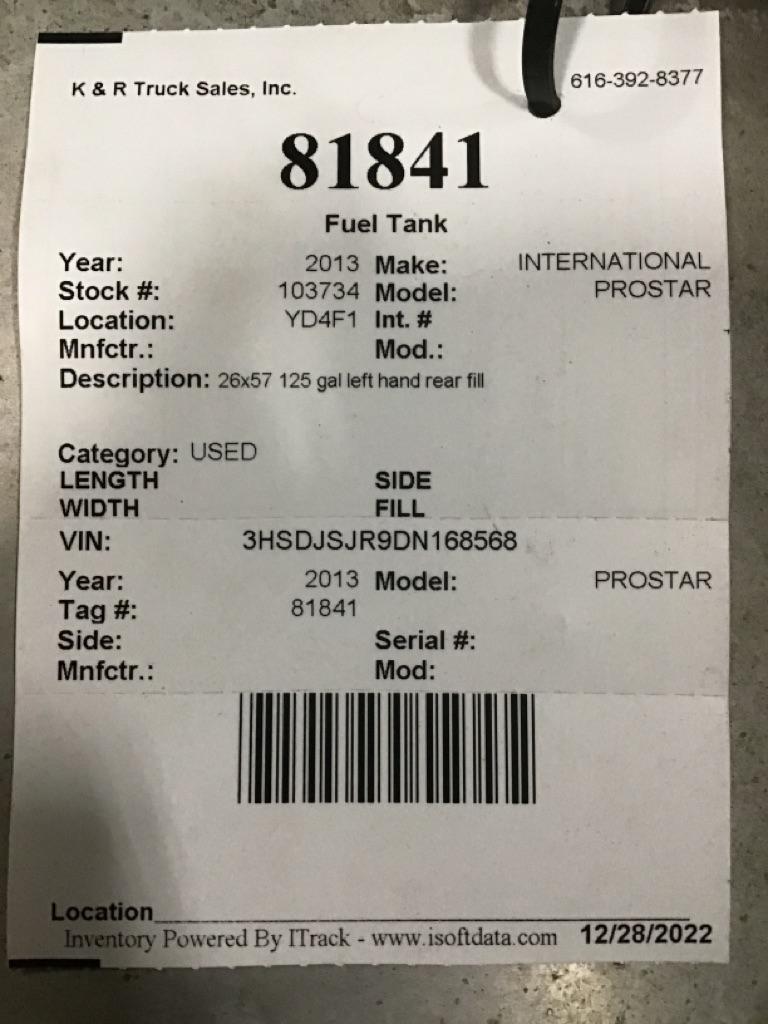 K & R Truck Sales, Inc. 616-392-8377
81841
Fuel Tank
Year: 2013 Make: INTERNATIONAL
Stock #: 103734 Model: PROSTAR
Location: YD4F1 Int. #
Mnfctr.: Mod.:
Description: 26x57 125 gal left hand rear fill
Category: USED
LENGTH SIDE
WIDTH FILL
VIN: 3HSDJSJR9DN168568
Year: 2013 Model: PROSTAR
Tag #: 81841
Side: Serial #:
Mnfctr.: Mod:
Location
Inventory Powered By ITrack - www.isoftdata.com 12/28/2022